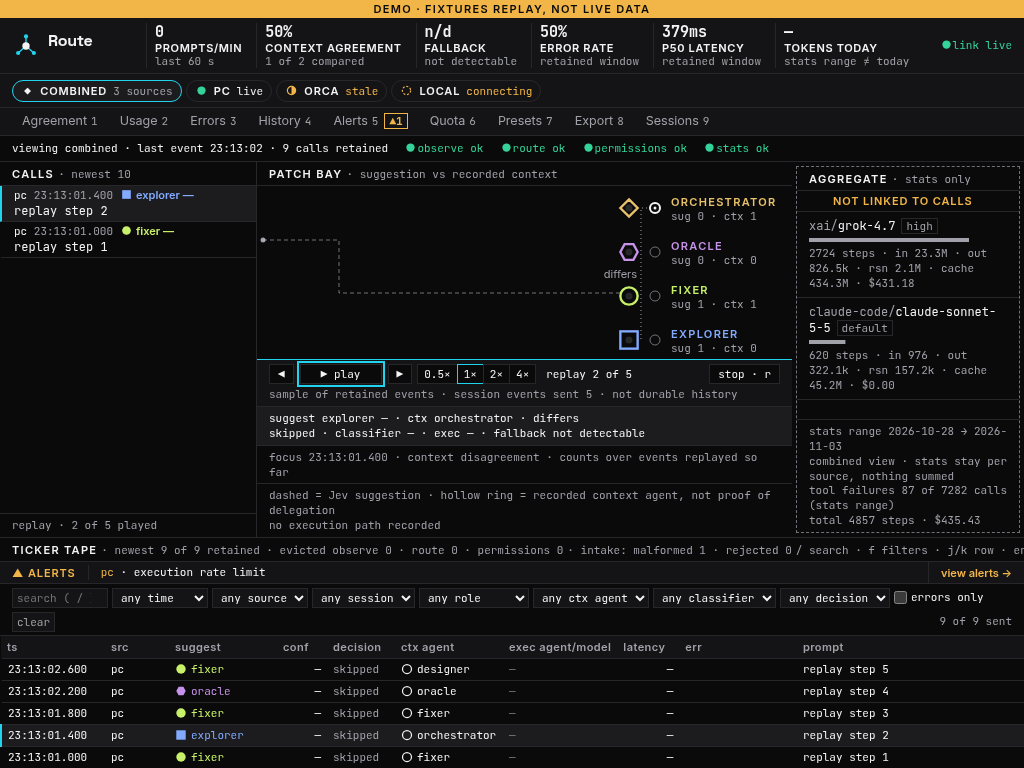 DEMO · FIXTURES REPLAY, NOT LIVE DATA
Route
0
PROMPTS/MIN
last 60 s
50%
CONTEXT AGREEMENT
1 of 2 compared
n/d
FALLBACK
not detectable
50%
ERROR RATE
retained window
379ms
P50 LATENCY
retained window
—
TOKENS TODAY
stats range ≠ today
link live
COMBINED 3 sources
PC live
ORCA stale
LOCAL connecting
Agreement 1
Usage 2
Errors 3
History 4
Alerts 5 ▲1
Quota 6
Presets 7
Export 8
Sessions 9
viewing combined · last event 23:13:02 · 9 calls retained
observe ok
route ok
permissions ok
stats ok
CALLS · newest 10
pc 23:13:01.400 explorer —
replay step 2
pc 23:13:01.000 fixer —
replay step 1
replay · 2 of 5 played
PATCH BAY · suggestion vs recorded context
ORCHESTRATOR
sug 0 · ctx 1
ORACLE
sug 0 · ctx 0
differs
FIXER
sug 1 · ctx 1
EXPLORER
sug 1 · ctx 0
◄ ► play ► 0.5× 1× 2× 4× replay 2 of 5 stop · r
sample of retained events · session events sent 5 · not durable history
suggest explorer — · ctx orchestrator · differs
skipped · classifier — · exec — · fallback not detectable
focus 23:13:01.400 · context disagreement · counts over events replayed so
far
dashed = Jev suggestion · hollow ring = recorded context agent, not proof of
delegation
no execution path recorded
AGGREGATE · stats only
NOT LINKED TO CALLS
xai/grok-4.7 high
2724 steps · in 23.3M · out
826.5k · rsn 2.1M · cache
434.3M · $431.18
claude-code/claude-sonnet-
5-5 default
620 steps · in 976 · out
322.1k · rsn 157.2k · cache
45.2M · $0.00
stats range 2026-10-28 → 2026-
11-03
combined view · stats stay per
source, nothing summed
tool failures 87 of 7282 calls
(stats range)
total 4857 steps · $435.43
TICKER TAPE · newest 9 of 9 retained · evicted observe 0 · route 0 · permissions 0 · intake: malformed 1 · rejected 0 / search · f filters · j/k row ·
▲ ALERTS pc · execution rate limit view alerts →
search ( / any time any source any session any role any ctx agent any classifier any decision errors only
clear 9 of 9 sent
ts src suggest conf decision ctx agent exec agent/model latency err prompt
23:13:02.600 pc fixer — skipped designer — — replay step 5
23:13:02.200 pc oracle — skipped oracle — — replay step 4
23:13:01.800 pc fixer — skipped fixer — — replay step 3
23:13:01.400 pc explorer — skipped orchestrator — — replay step 2
23:13:01.000 pc fixer — skipped fixer — — replay step 1